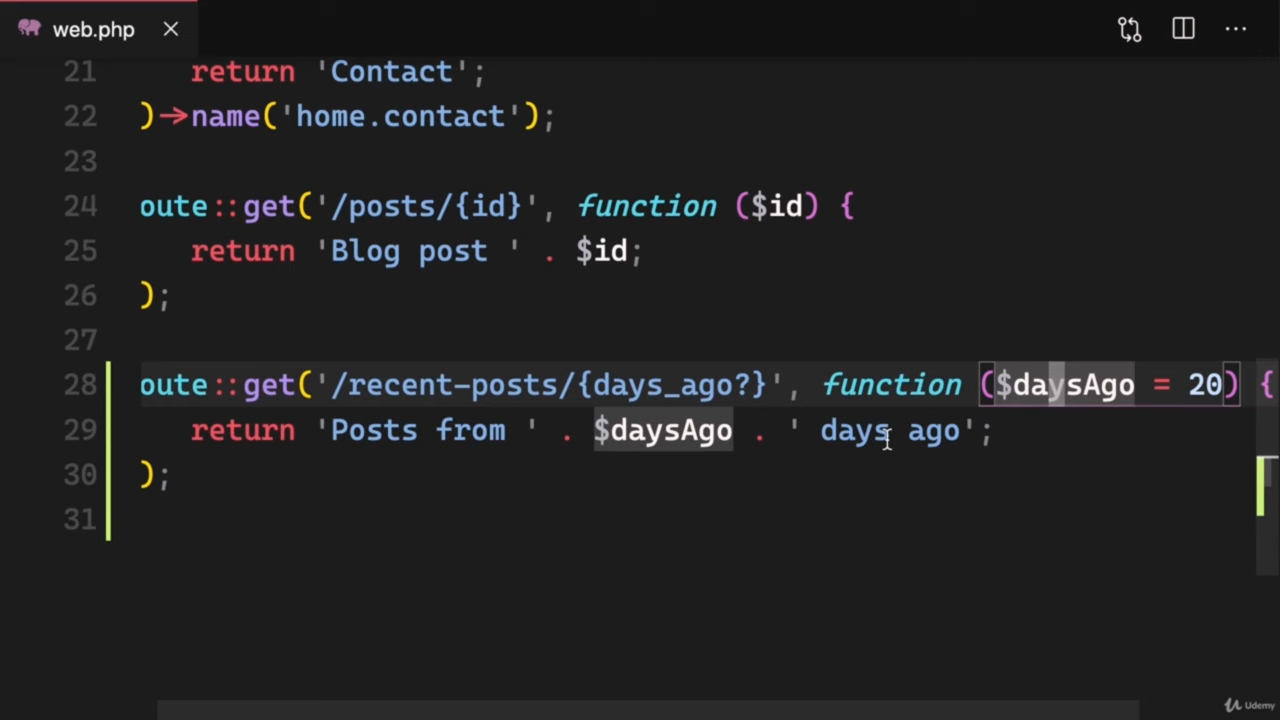 web.php
21 return 'Contact';
22 )->name('home.contact');
23
24 oute::get('/posts/{id}', function ($id) {
25 return 'Blog post ' . $id;
26 );
27
28 oute::get('/recent-posts/{days_ago?}', function ($daysAgo = 20) {
29 return 'Posts from ' . $daysAgo . ' days ago';
30 );
31
Udemy